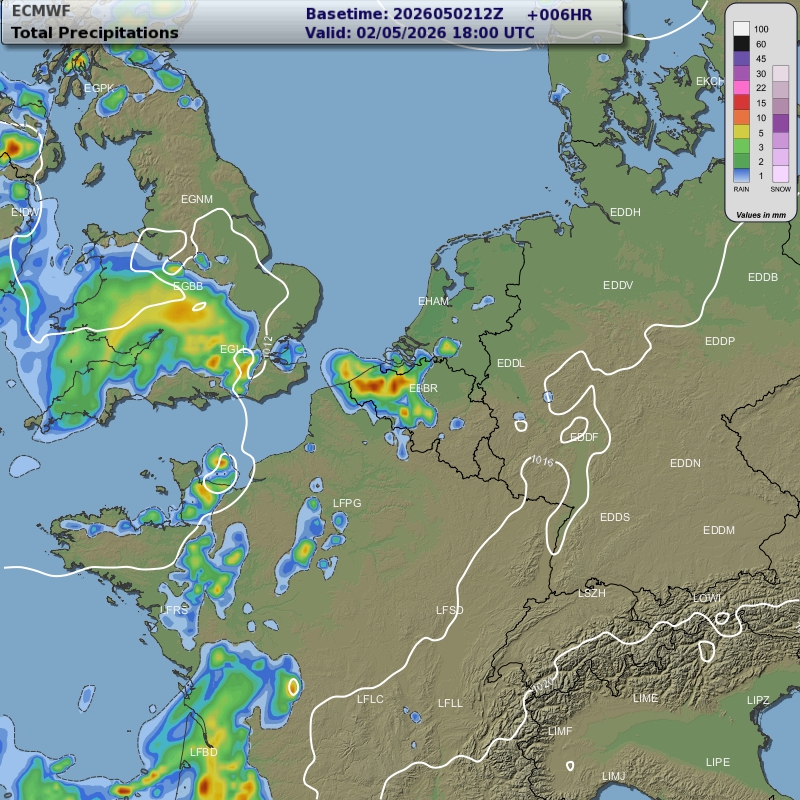 ECMWF
Total Precipitations
Basetime: 2026050212Z +006HR
Valid: 02/05/2026 18:00 UTC
100
60
45
30
22
15
10
5
3
2
1
RAIN SNOW
Values in mm
EGPK
EKCH
EGNM
EIDW
EDDH
EGBB
EHAM
EDDV
EDDB
EGLL
1012
EDDP
EDDL
EBBR
EDDF
1016
EDDN
LFPG
EDDS
EDDM
LFRS
LFSD
LSZH
LOWI
1020
LFLC
LFLL
LIME
LIPZ
LIMF
LFBD
LIPE
LIMJ